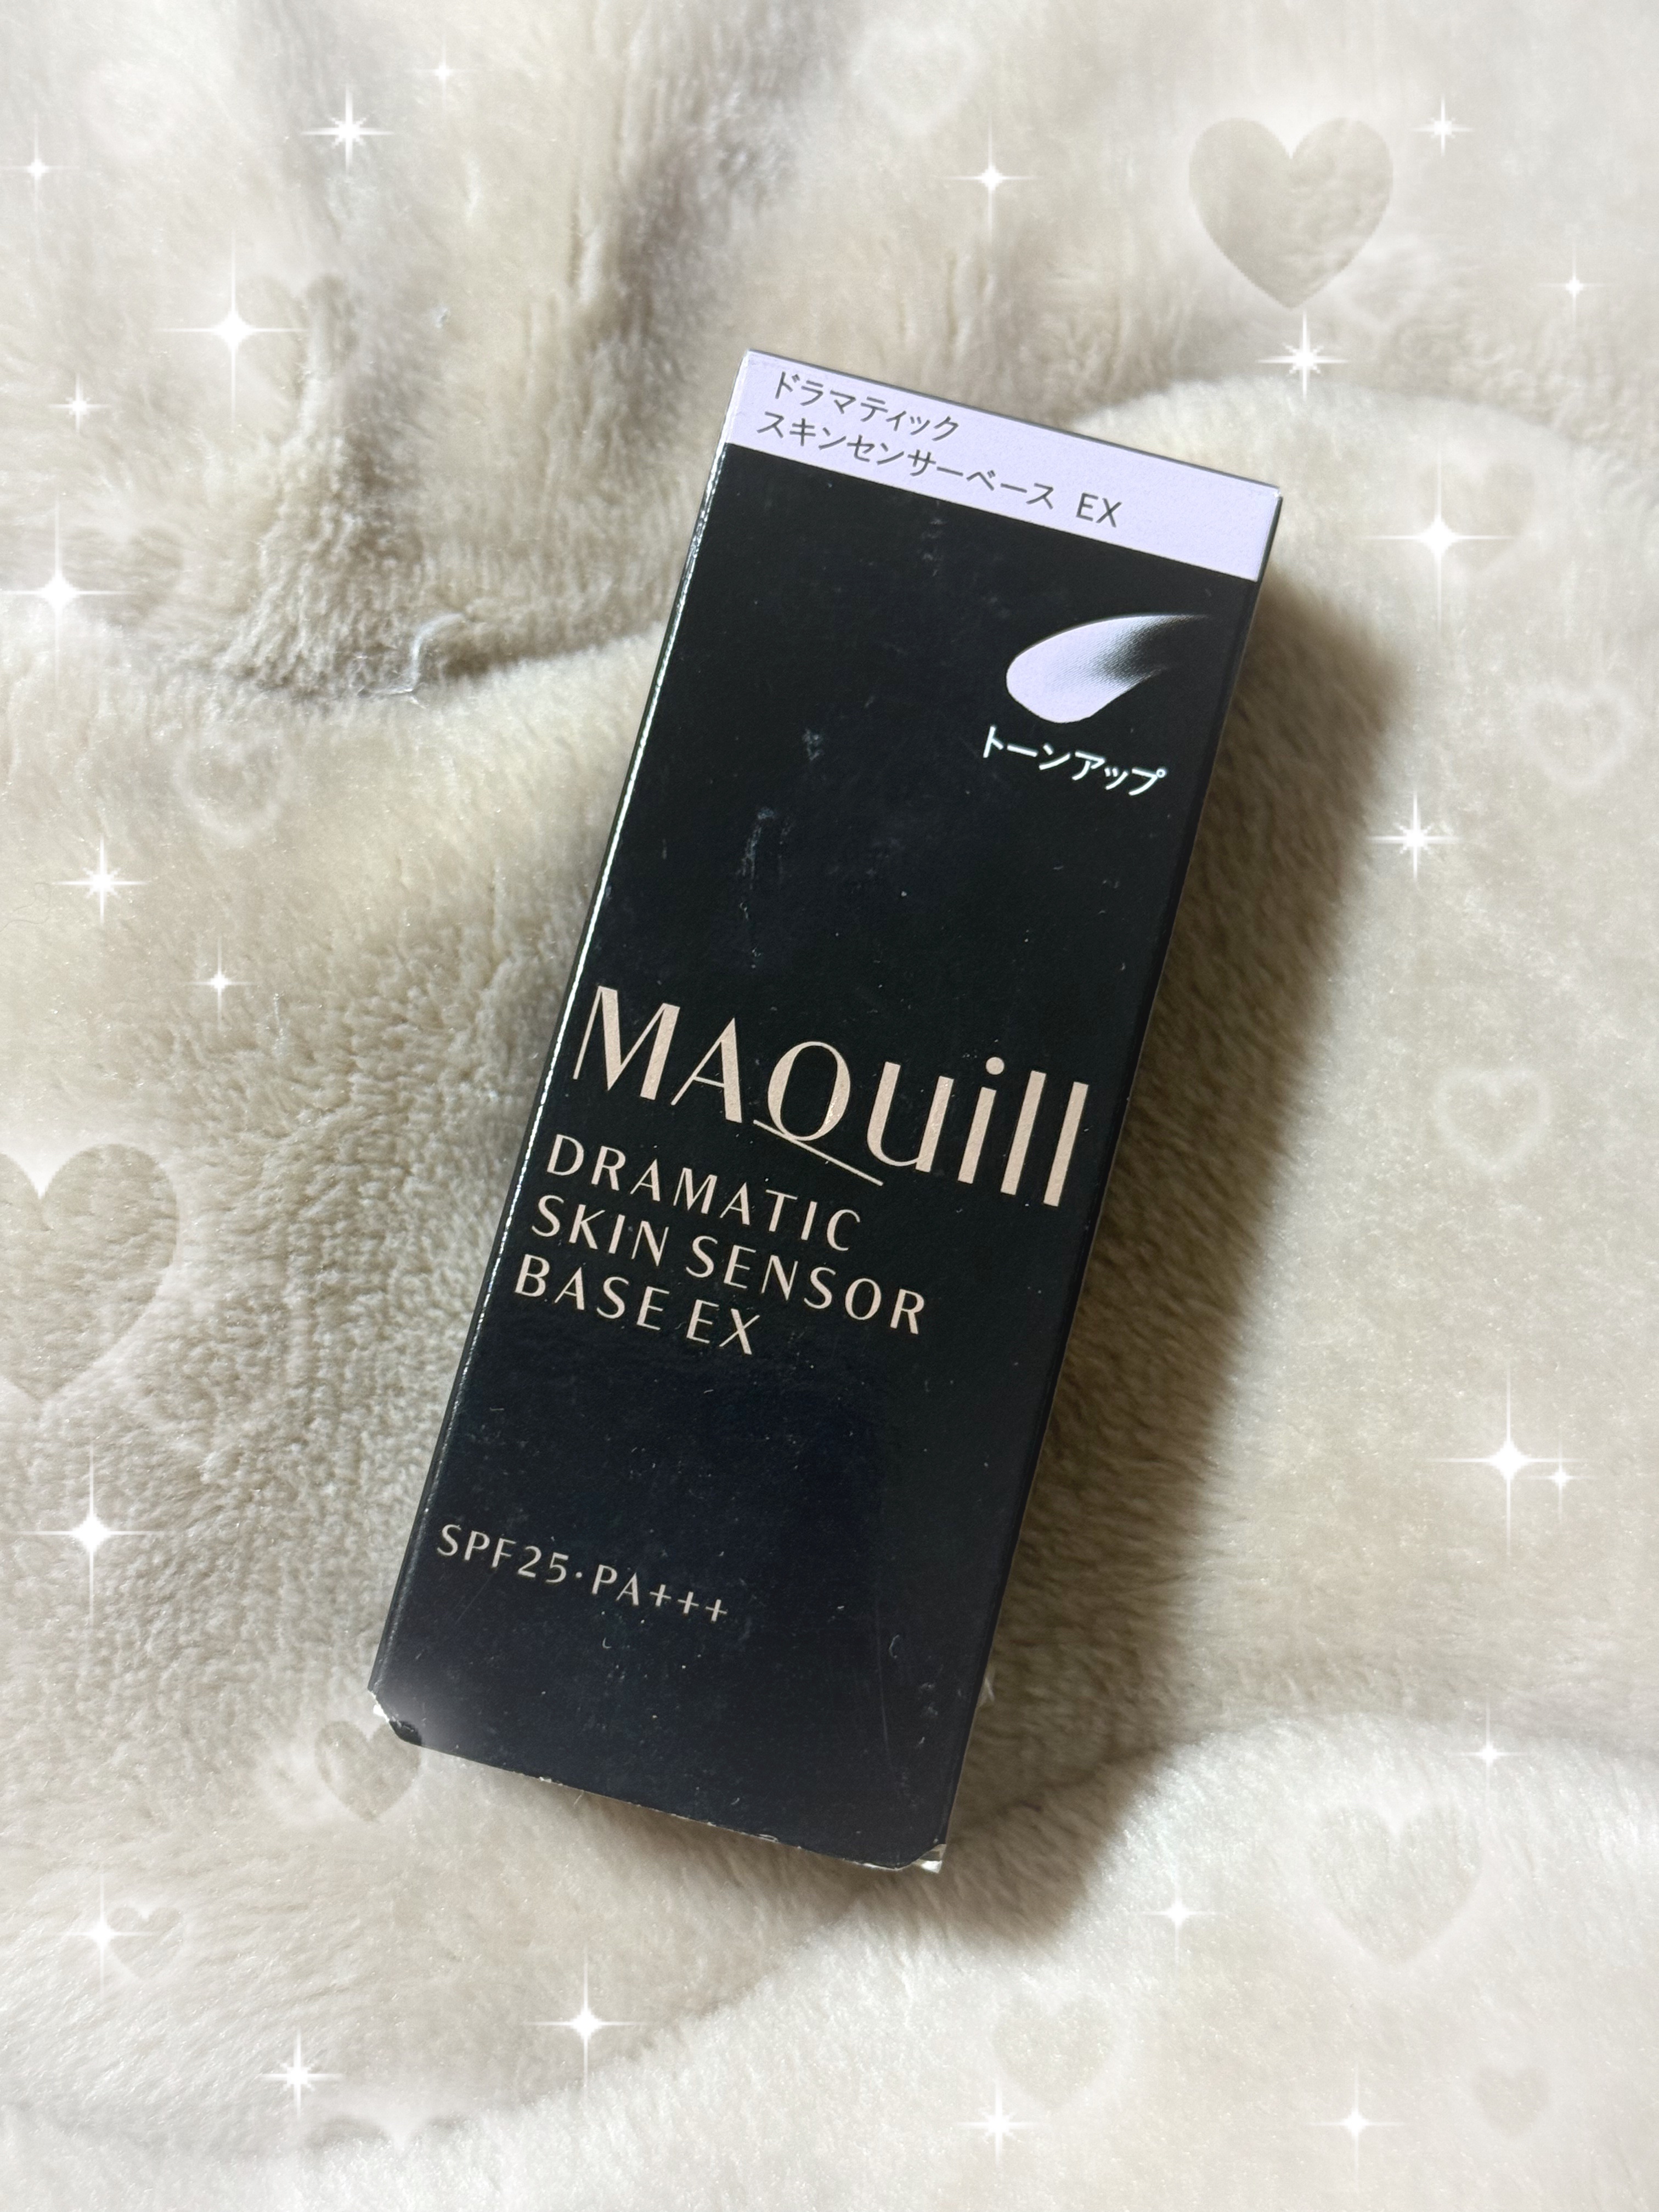 ドラマティック
スキンセンサーベース EX
トーンアップ
MAQuill
DRAMATIC
SKIN SENSOR
BASE EX
SPF25・PA+++